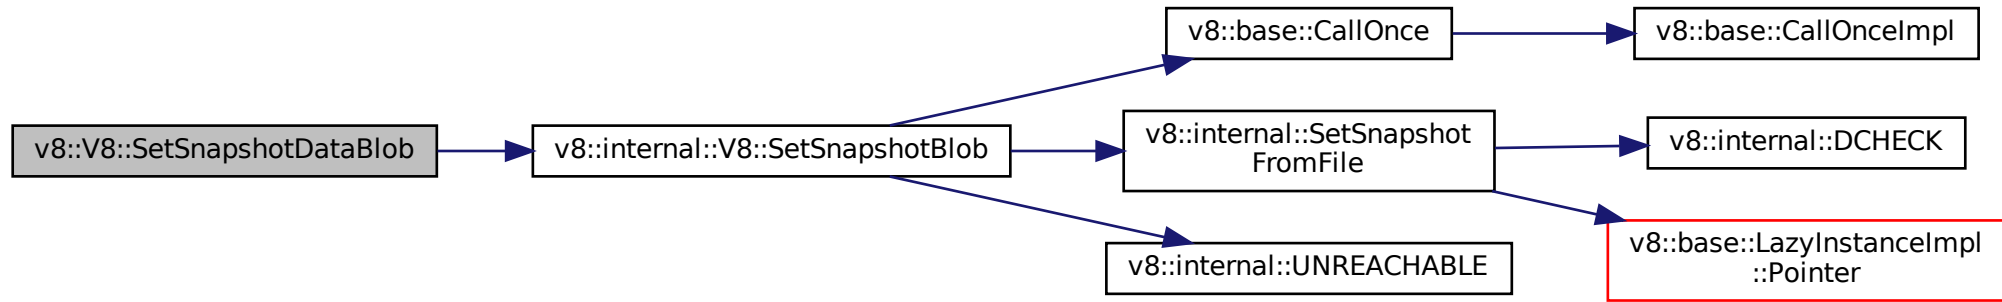 v8::V8::SetSnapshotDataBlob
v8::internal::V8::SetSnapshotBlob
v8::base::CallOnce
v8::base::CallOnceImpl
v8::internal::SetSnapshot
FromFile
v8::internal::DCHECK
v8::base::LazyInstanceImpl
::Pointer
v8::internal::UNREACHABLE